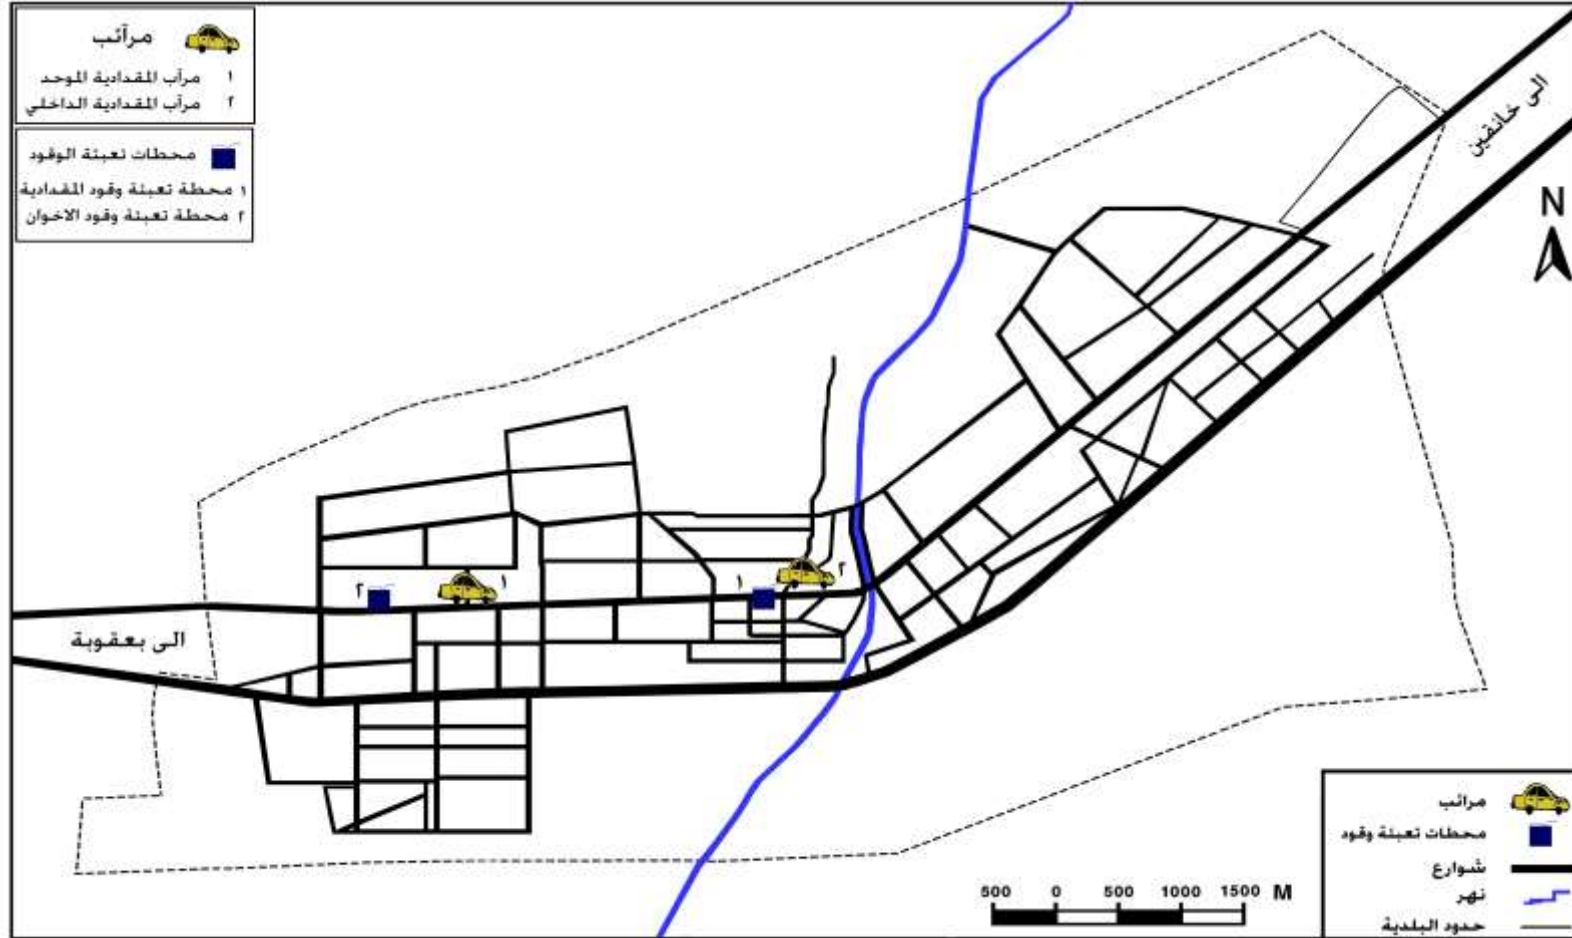 مرآئب
١ مرآب المقدادية الموحد
٢ مرآب المقدادية الداخلي
محطات تعبئة الوقود
١ محطة تعبئة وقود المقدادية
٢ محطة تعبئة وقود الاخوان
الى خانقين
N
٢
١
١
٢
الى بعقوبة
500 0 500 1000 1500 M
مرائب
محطات تعبئة وقود
شوارع
نهر
حدود البلدية